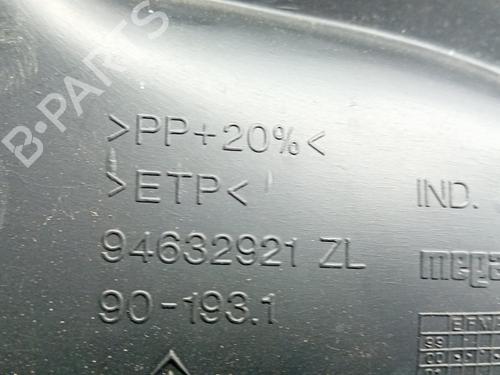 >PP+20%<
>ETP<
IND.
94632921 ZL
90-193.1
B-PARTS